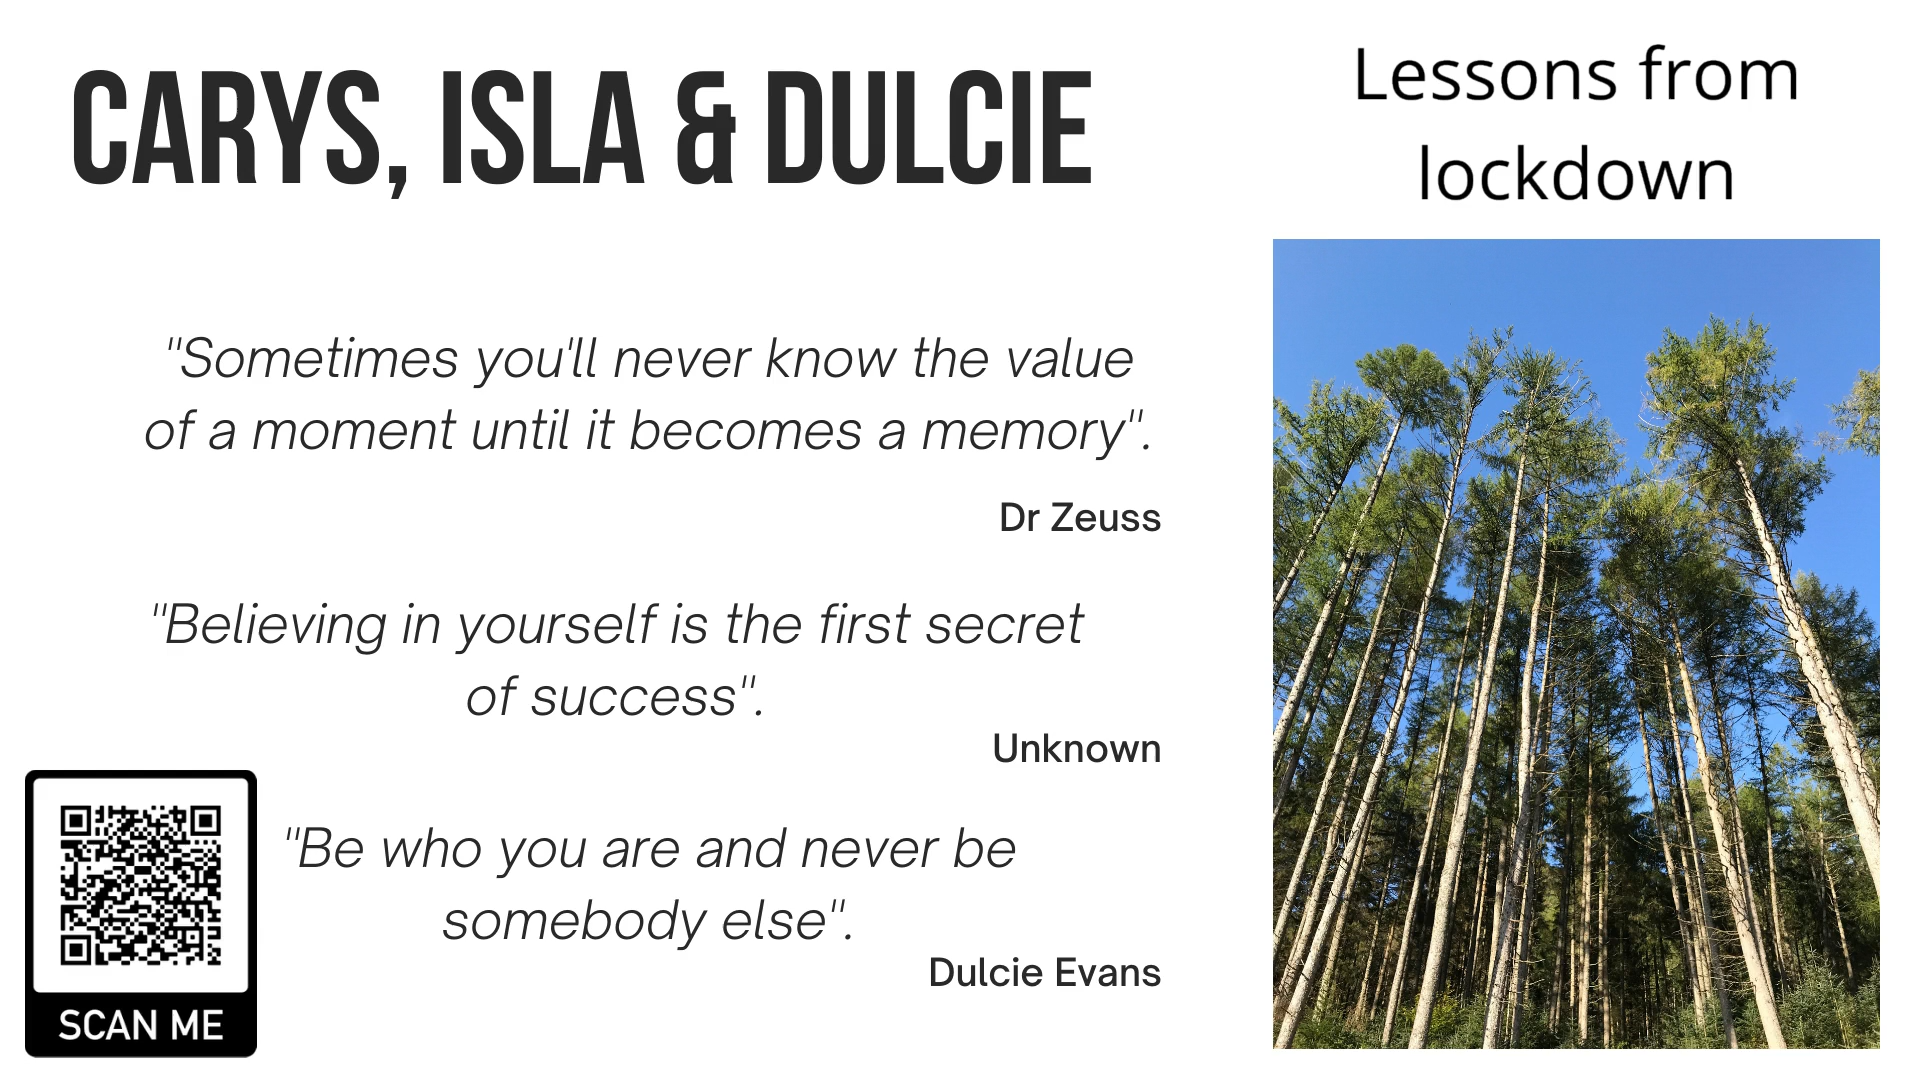 CARYS, ISLA & DULCIE
Lessons from
lockdown
"Sometimes you'll never know the value
of a moment until it becomes a memory".
Dr Zeuss
"Believing in yourself is the first secret
of success".
Unknown
"Be who you are and never be
somebody else".
Dulcie Evans
SCAN ME